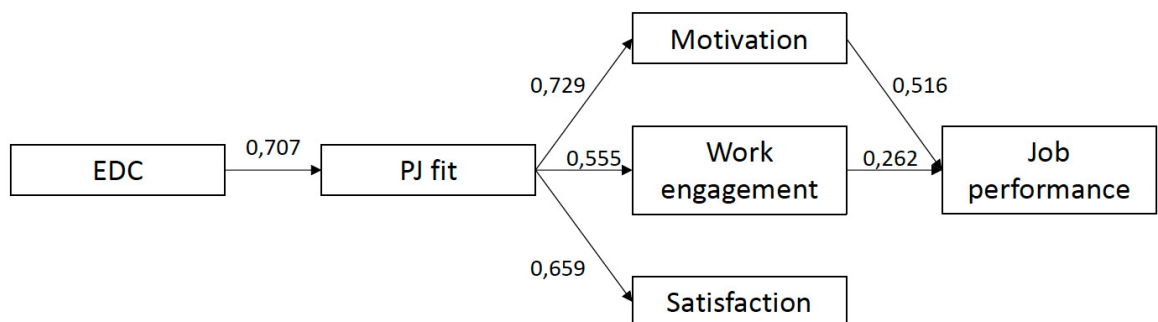 Motivation
0,729
0,516
0,707
EDC
PJ fit
0,555
Work
engagement
0,262
Job
performance
0,659
Satisfaction